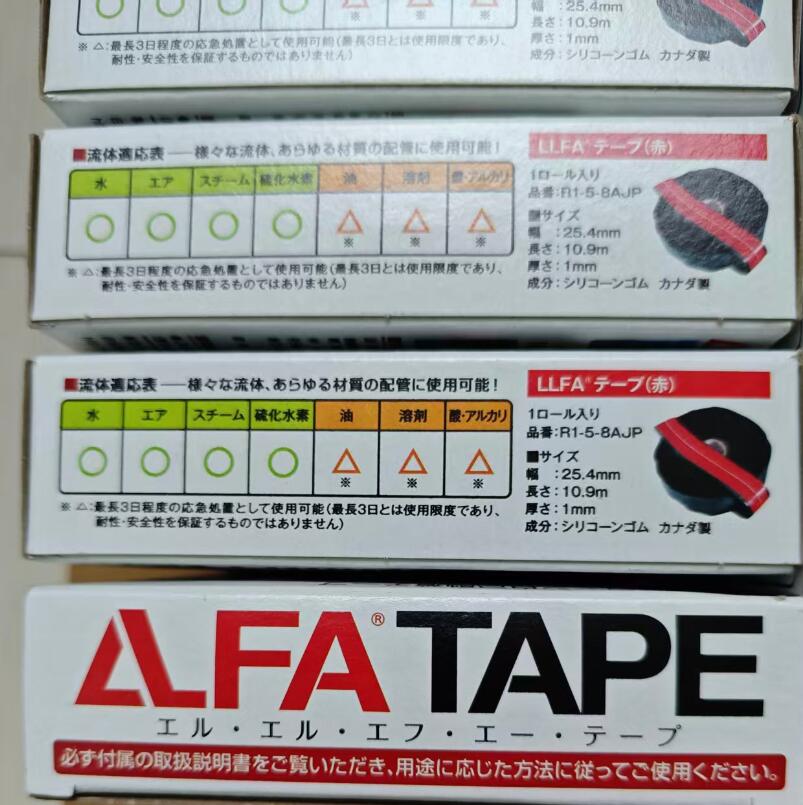 ※ △:最長3日程度の応急処置として使用可能(最長3日とは使用限度であり、
耐性・安全性を保証するものではありません)
幅 :25.4mm
長さ:10.9m
厚さ:1mm
成分:シリコーンゴム カナダ製
■流体適応表──様々な流体、あらゆる材質の配管に使用可能!
水 エア スチーム 硫化水素 油 溶剤 酸・アルカリ
○ ○ ○ ○ △ △ △
※ ※ ※
※ △:最長3日程度の応急処置として使用可能(最長3日とは使用限度であり、
耐性・安全性を保証するものではありません)
LLFA®テープ(赤)
1ロール入り
品番:R1-5-8AJP
■サイズ
幅 :25.4mm
長さ:10.9m
厚さ:1mm
成分:シリコーンゴム カナダ製
■流体適応表──様々な流体、あらゆる材質の配管に使用可能!
水 エア スチーム 硫化水素 油 溶剤 酸・アルカリ
○ ○ ○ ○ △ △ △
※ ※ ※
※ △:最長3日程度の応急処置として使用可能(最長3日とは使用限度であり、
耐性・安全性を保証するものではありません)
LLFA®テープ(赤)
1ロール入り
品番:R1-5-8AJP
■サイズ
幅 :25.4mm
長さ:10.9m
厚さ:1mm
成分:シリコーンゴム カナダ製
LLFA®TAPE
エル・エル・エフ・エー・テープ
必ず付属の取扱説明書をご覧いただき、用途に応じた方法に従ってご使用ください。